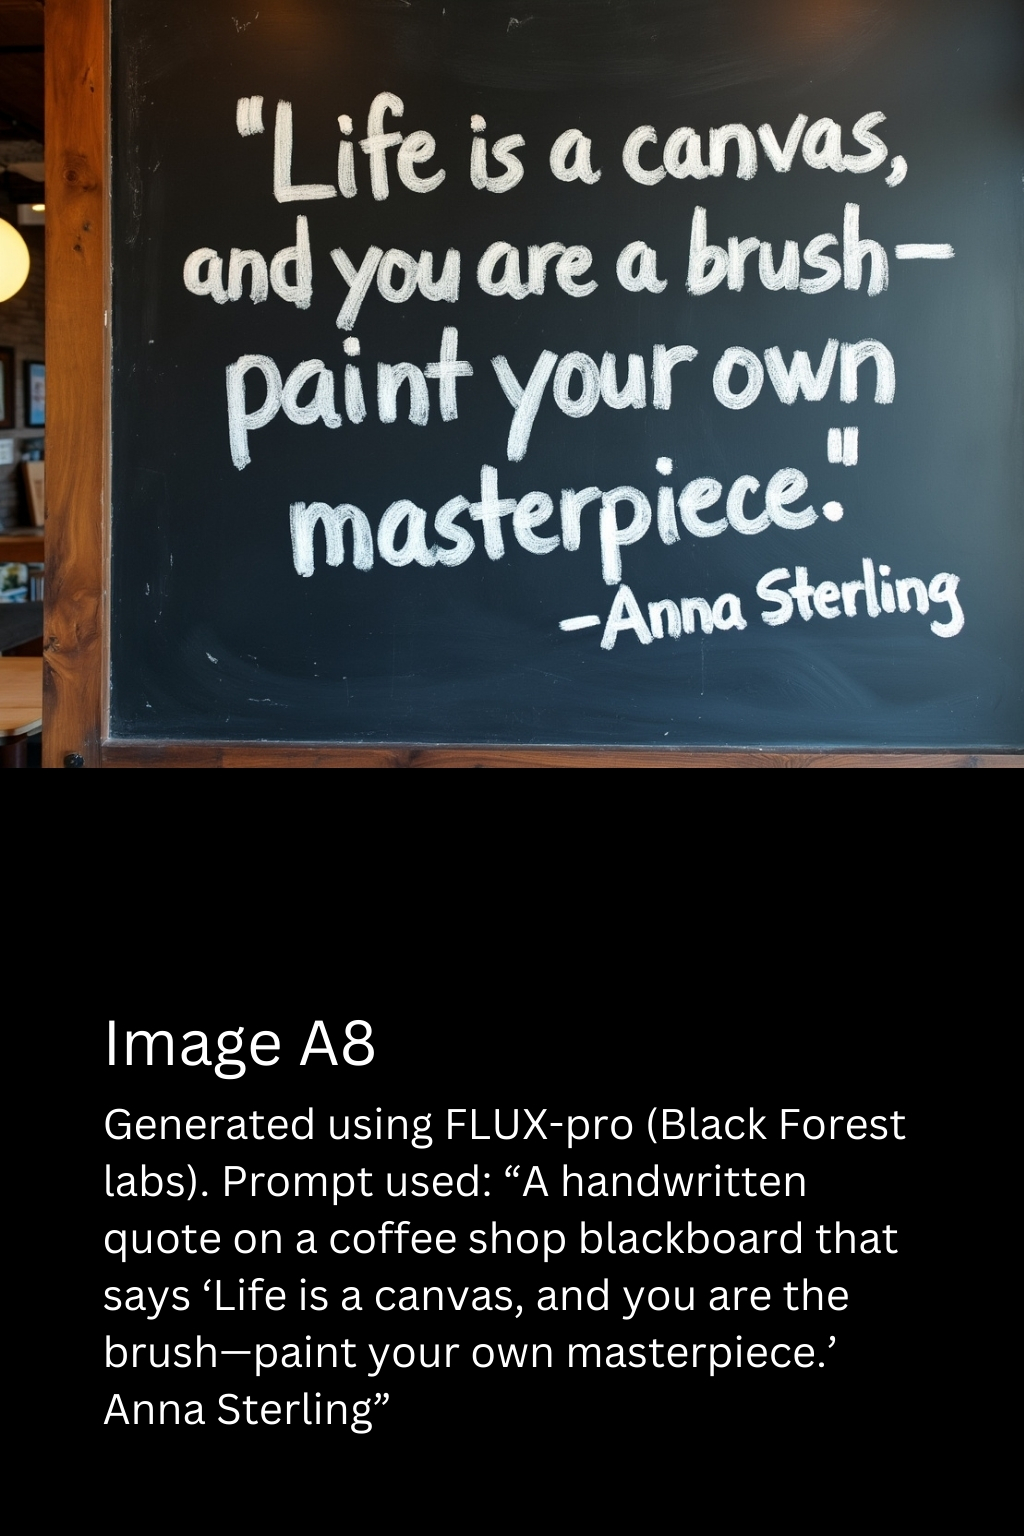 "Life is a canvas,
and you are a brush—
paint your own
masterpiece."
-Anna Sterling
Image A8
Generated using FLUX-pro (Black Forest
labs). Prompt used: “A handwritten
quote on a coffee shop blackboard that
says ‘Life is a canvas, and you are the
brush—paint your own masterpiece.’
Anna Sterling”